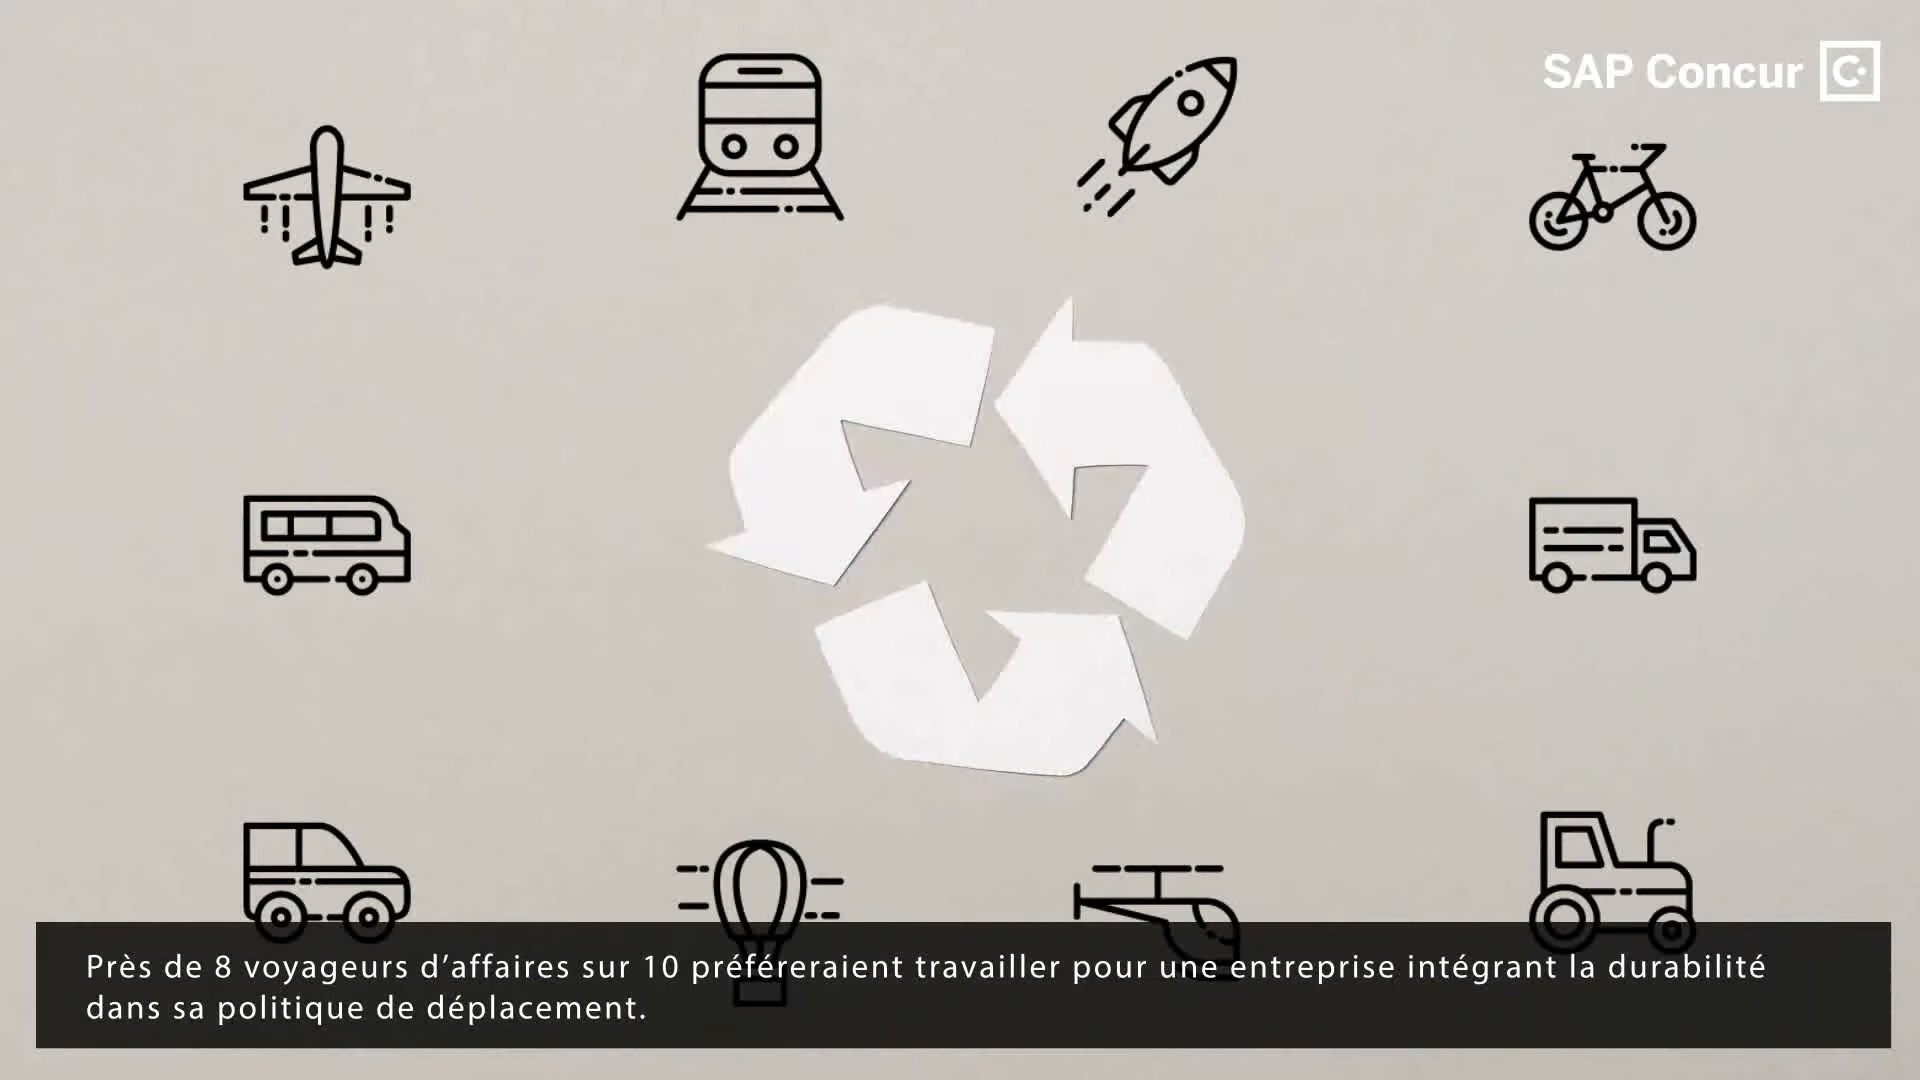 SAP Concur
Près de 8 voyageurs d’affaires sur 10 préféreraient travailler pour une entreprise intégrant la durabilité
dans sa politique de déplacement.